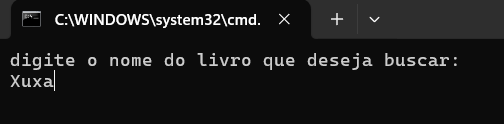 C:\WINDOWS\system32\cmd.
digite o nome do livro que deseja buscar:
Xuxa